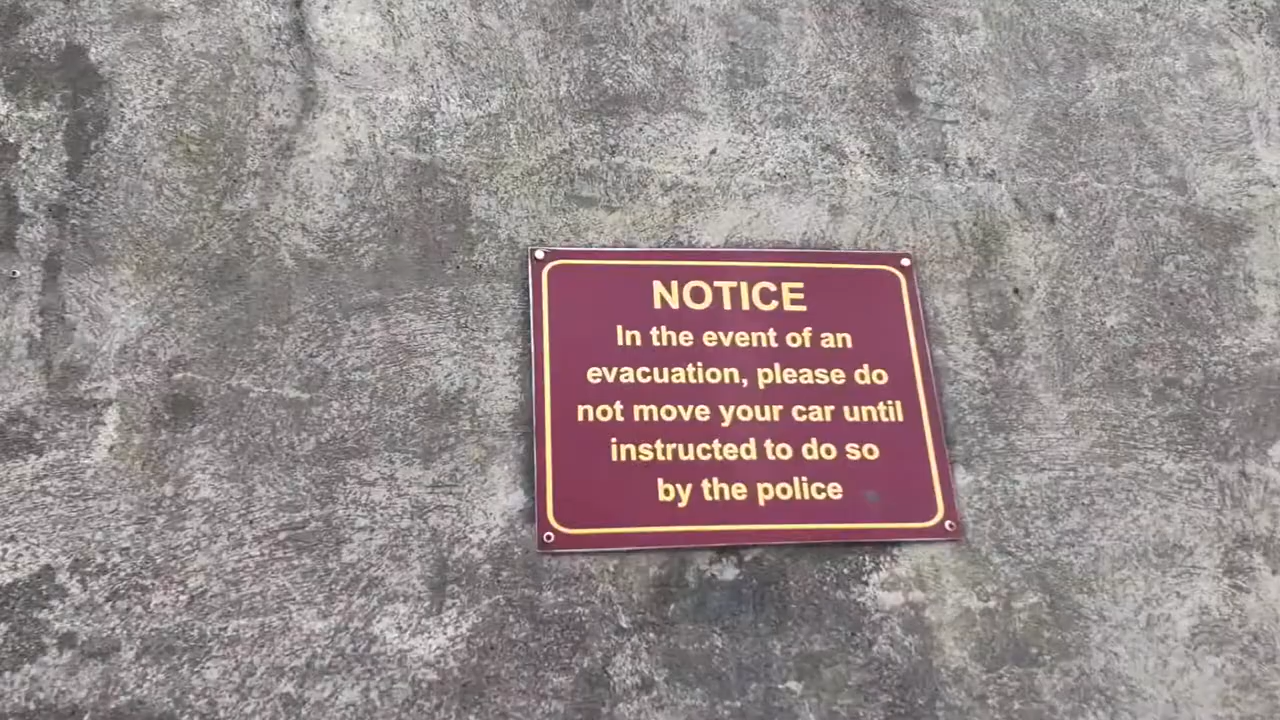 NOTICE
In the event of an
evacuation, please do
not move your car until
instructed to do so
by the police